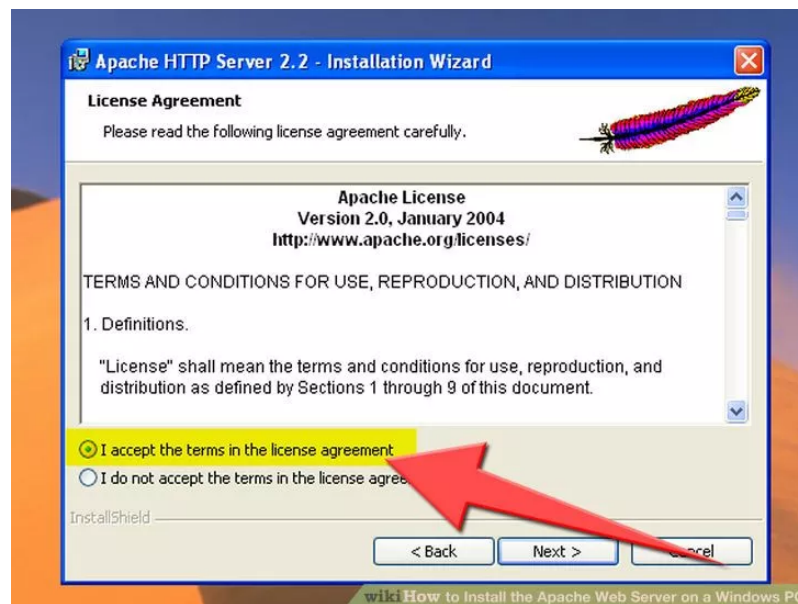 Apache HTTP Server 2.2 - Installation Wizard
License Agreement
Please read the following license agreement carefully.
Apache License
Version 2.0, January 2004
http://www.apache.org/licenses/
TERMS AND CONDITIONS FOR USE, REPRODUCTION, AND DISTRIBUTION
1. Definitions.
"License" shall mean the terms and conditions for use, reproduction, and
distribution as defined by Sections 1 through 9 of this document.
I accept the terms in the license agreement
I do not accept the terms in the license agree
InstallShield
< Back Next > Cancel
wikiHow to Install the Apache Web Server on a Windows PC